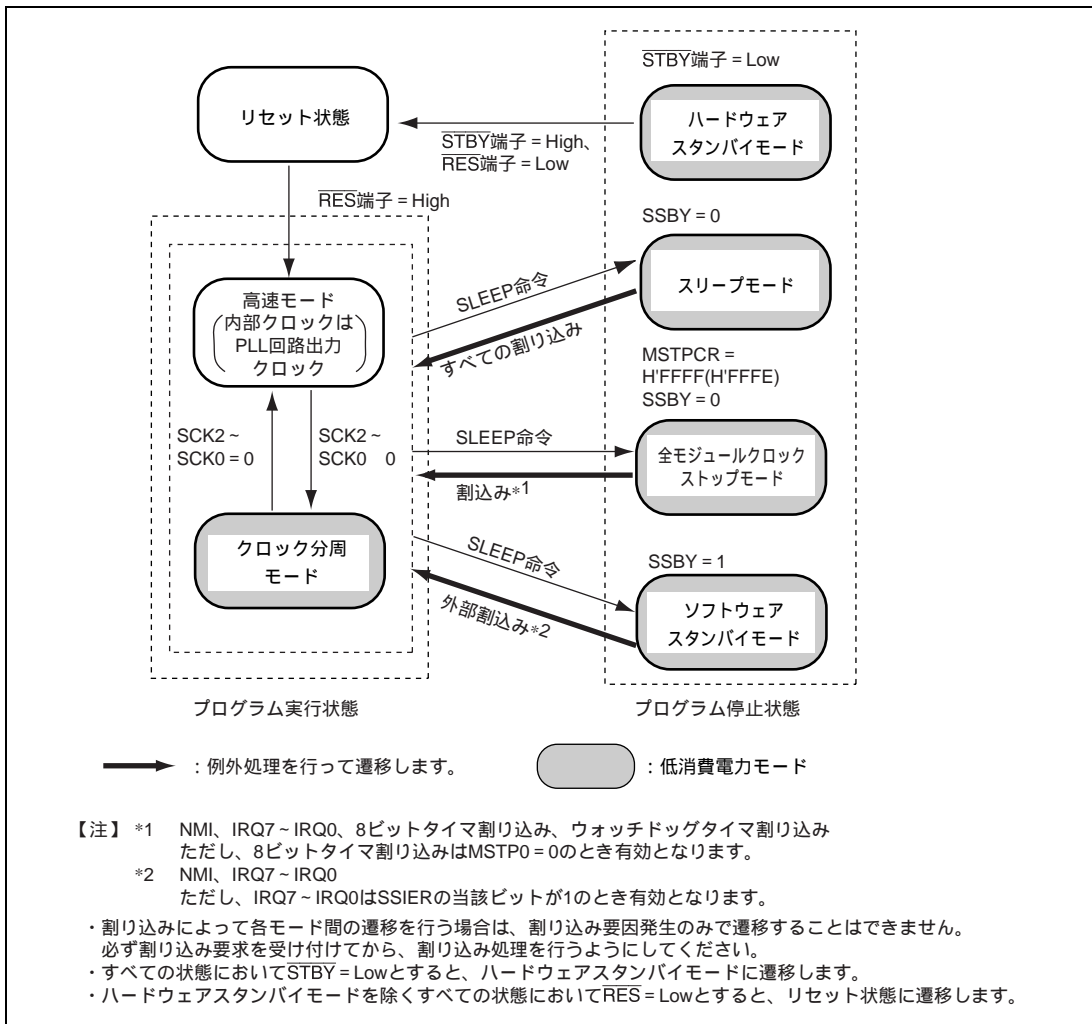 STBY端子 = Low
リセット状態
ハードウェア
スタンバイモード
STBY端子 = High、
RES端子 = Low
RES端子 = High
SSBY = 0
高速モード
内部クロックは
PLL回路出力
クロック
SLEEP命令
スリープモード
すべての割り込み
MSTPCR =
H'FFFF(H'FFFE)
SSBY = 0
SCK2 ~
SCK0 = 0
SCK2 ~
SCK0 0
SLEEP命令
全モジュールクロック
ストップモード
割込み*1
クロック分周
モード
SLEEP命令
SSBY = 1
外部割込み*2
ソフトウェア
スタンバイモード
プログラム実行状態
プログラム停止状態
:例外処理を行って遷移します。
:低消費電力モード
【注】 *1 NMI、IRQ7 ~ IRQ0、8ビットタイマ割り込み、ウォッチドッグタイマ割り込み
ただし、8ビットタイマ割り込みはMSTP0 = 0のとき有効となります。
*2 NMI、IRQ7 ~ IRQ0
ただし、IRQ7 ~ IRQ0はSSIERの当該ビットが1のとき有効となります。
・割り込みによって各モード間の遷移を行う場合は、割り込み要因発生のみで遷移することはできません。
必ず割り込み要求を受け付けてから、割り込み処理を行うようにしてください。
・すべての状態においてSTBY = Lowとすると、ハードウェアスタンバイモードに遷移します。
・ハードウェアスタンバイモードを除くすべての状態においてRES = Lowとすると、リセット状態に遷移します。